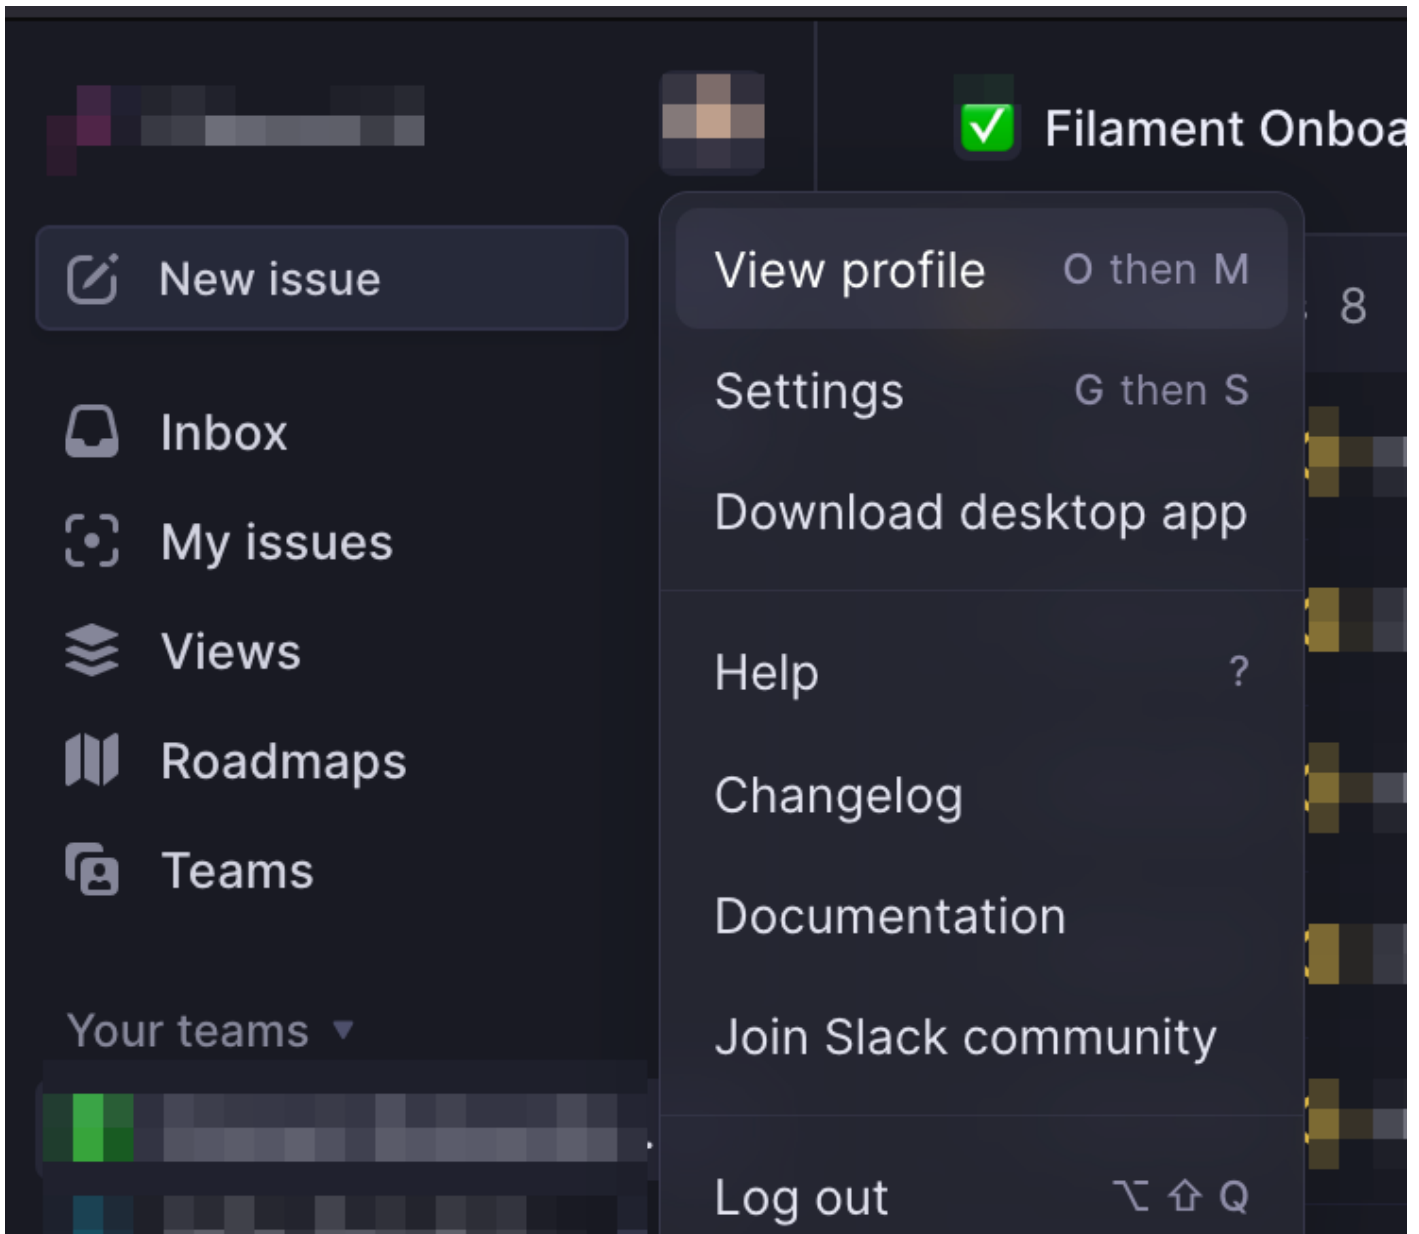 Filament Onboa
New issue
Inbox
My issues
Views
Roadmaps
Teams
Your teams
View profile O then M
Settings G then S
Download desktop app
Help ?
Changelog
Documentation
Join Slack community
Log out ⌥ ⇧ Q
8